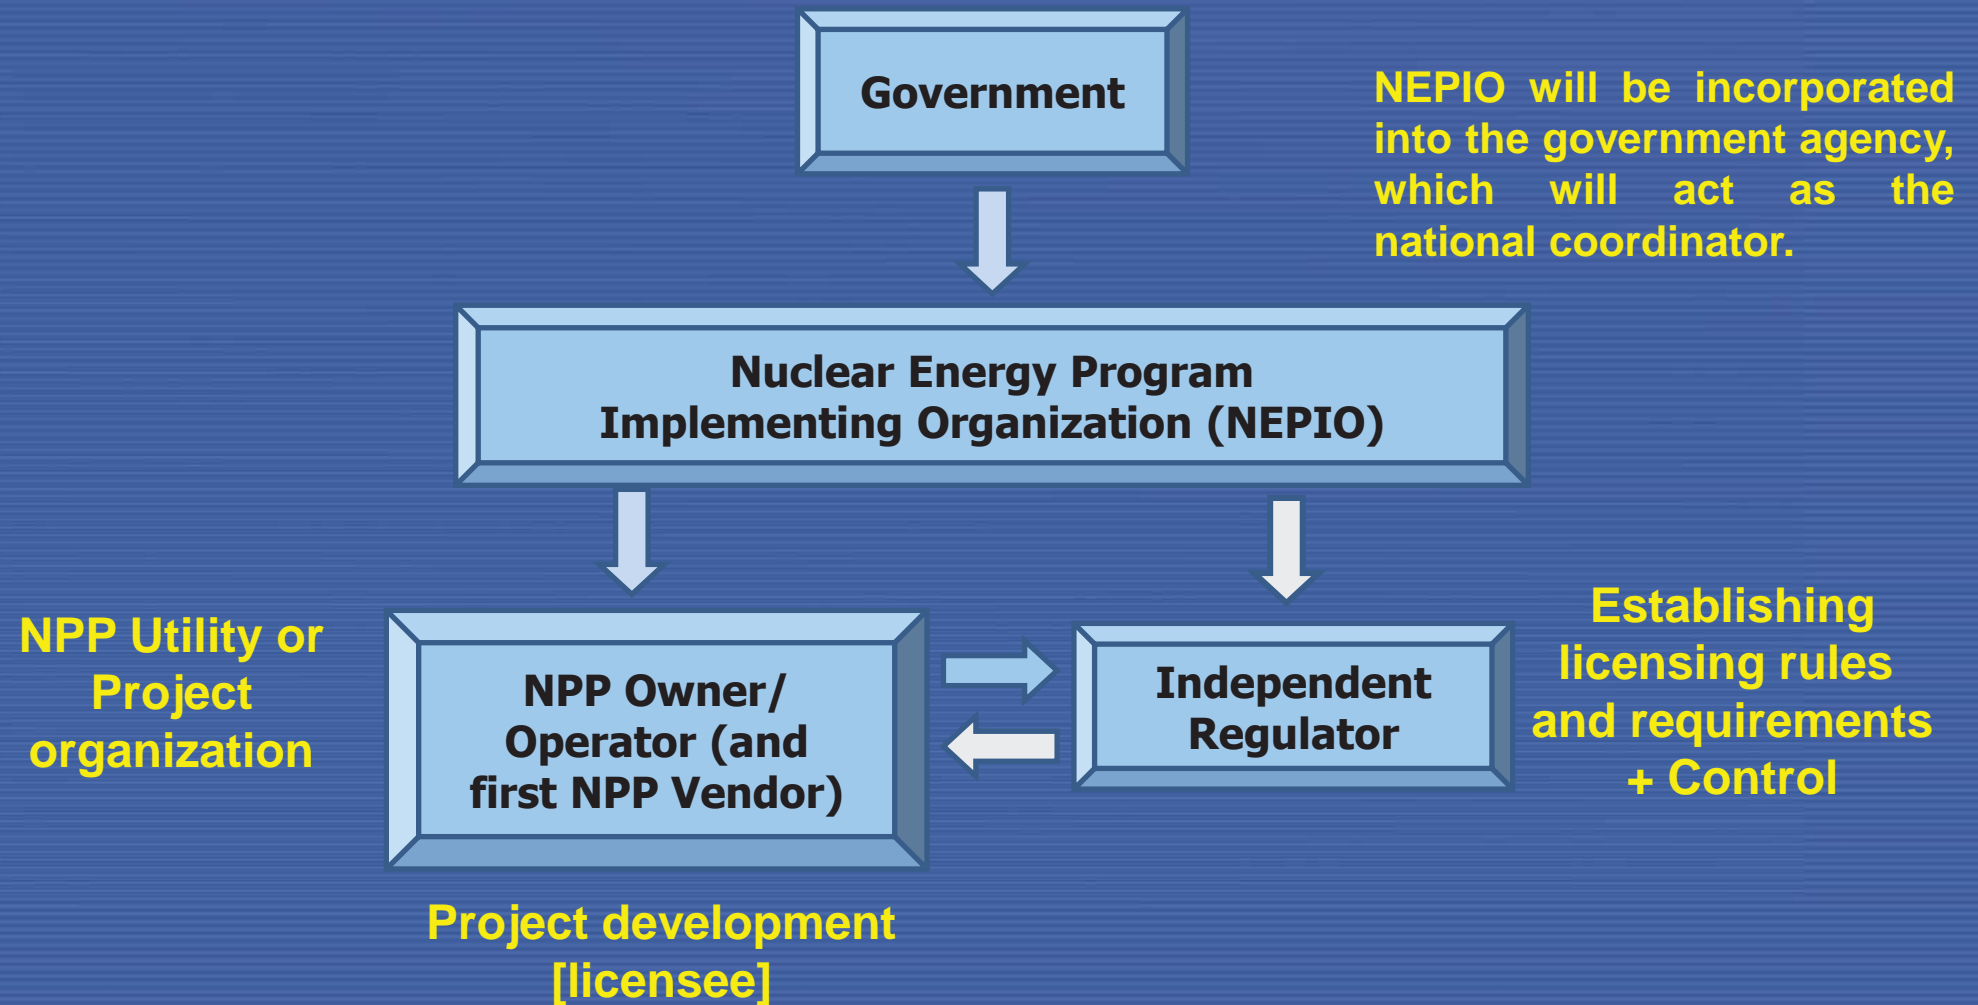 Government
NEPIO will be incorporated
into the government agency,
which will act as the
national coordinator.
Nuclear Energy Program
Implementing Organization (NEPIO)
NPP Utility or
Project
organization
NPP Owner/
Operator (and
first NPP Vendor)
Independent
Regulator
Establishing
licensing rules
and requirements
+ Control
Project development
[licensee]